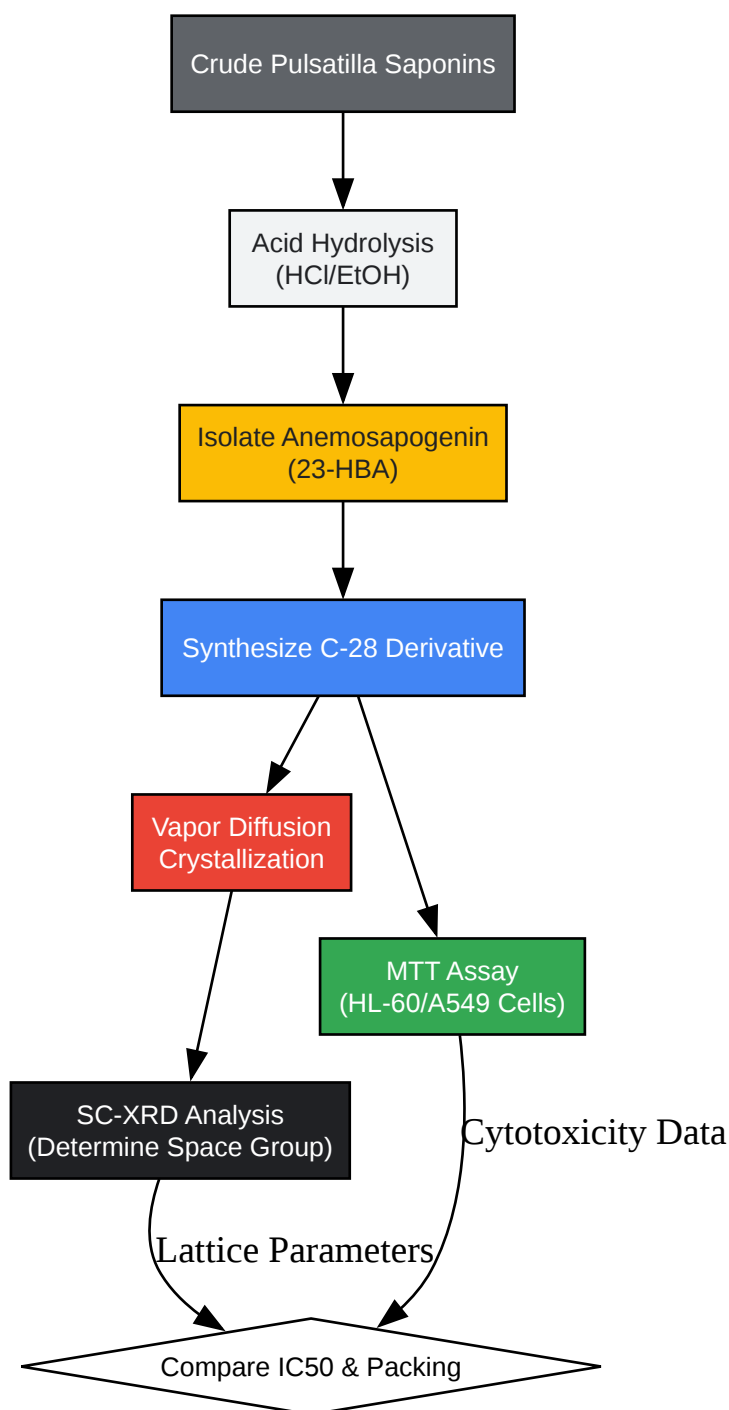 Crude Pulsatilla Saponins
Acid Hydrolysis
(HCl/EtOH)
Isolate Anemosapogenin
(23-HBA)
Synthesize C-28 Derivative
Vapor Diffusion
Crystallization
MTT Assay
(HL-60/A549 Cells)
SC-XRD Analysis
(Determine Space Group)
Cytotoxicity Data
Lattice Parameters
Compare IC50 & Packing